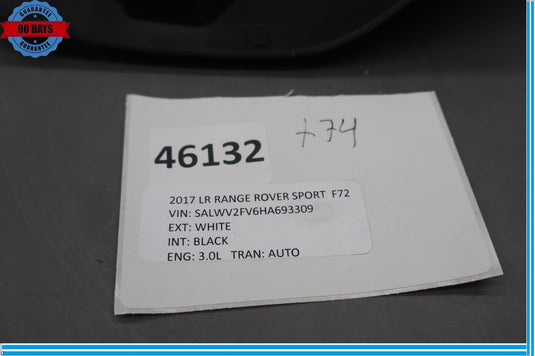 GUARANTEE
90 DAYS
GUARANTEE
+74
46132
2017 LR RANGE ROVER SPORT F72
VIN: SALWV2FV6HA693309
EXT: WHITE
INT: BLACK
ENG: 3.0L TRAN: AUTO